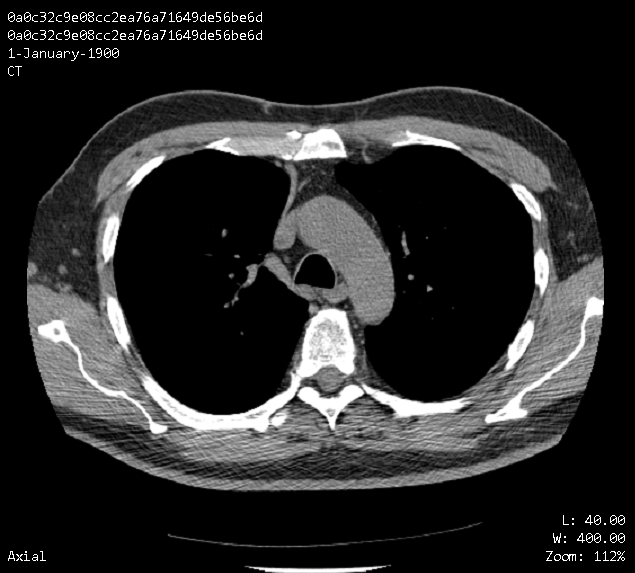 0a0c32c9e08cc2ea76a71649de56be6d
0a0c32c9e08cc2ea76a71649de56be6d
1-January-1900
CT
L: 40.00
W: 400.00
Axial
Zoom: 112%